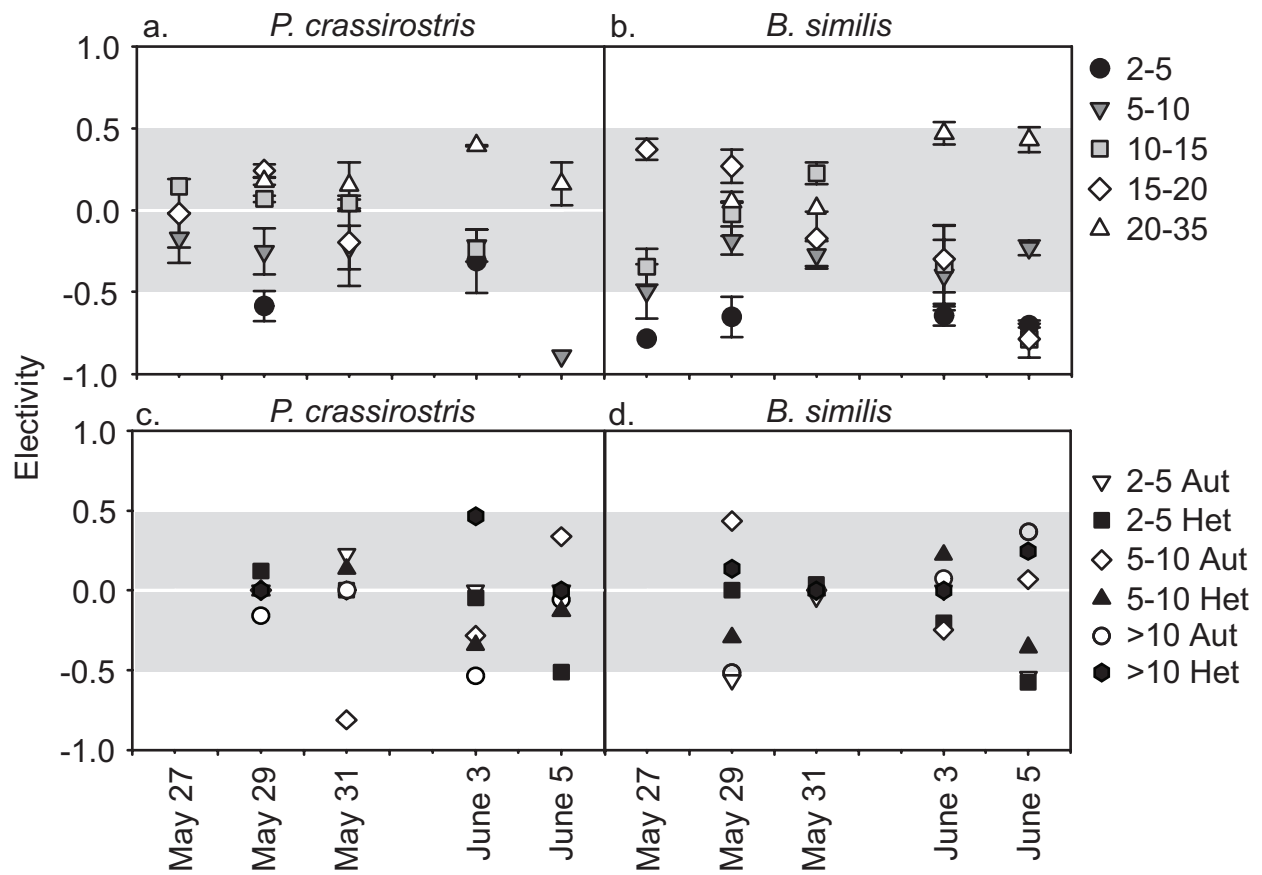 a. P. crassirostris b. B. similis
1.0
0.5
0.0
-0.5
-1.0
2-5
5-10
10-15
15-20
20-35
Electivity
c. P. crassirostris d. B. similis
1.0
0.5
0.0
-0.5
-1.0
2-5 Aut
2-5 Het
5-10 Aut
5-10 Het
>10 Aut
>10 Het
May 27
May 29
May 31
June 3
June 5
May 27
May 29
May 31
June 3
June 5